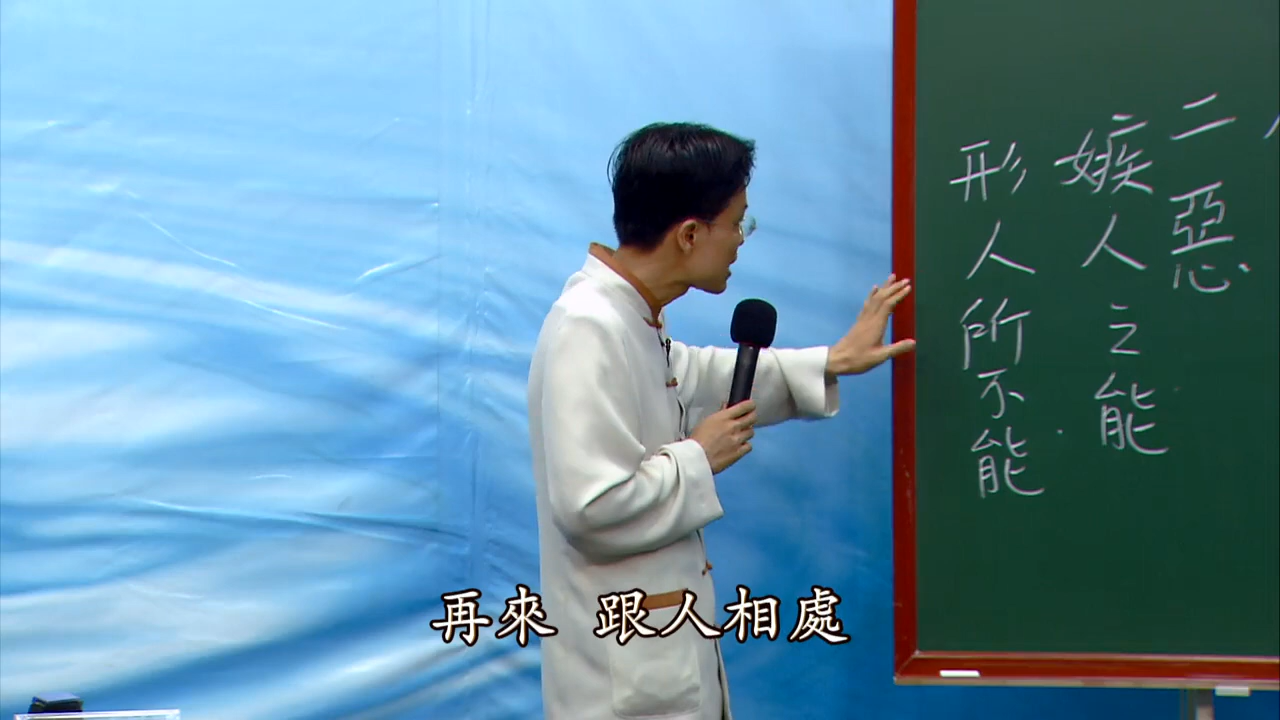 二惡
嫉人之能
形人所不能
再來 跟人相處